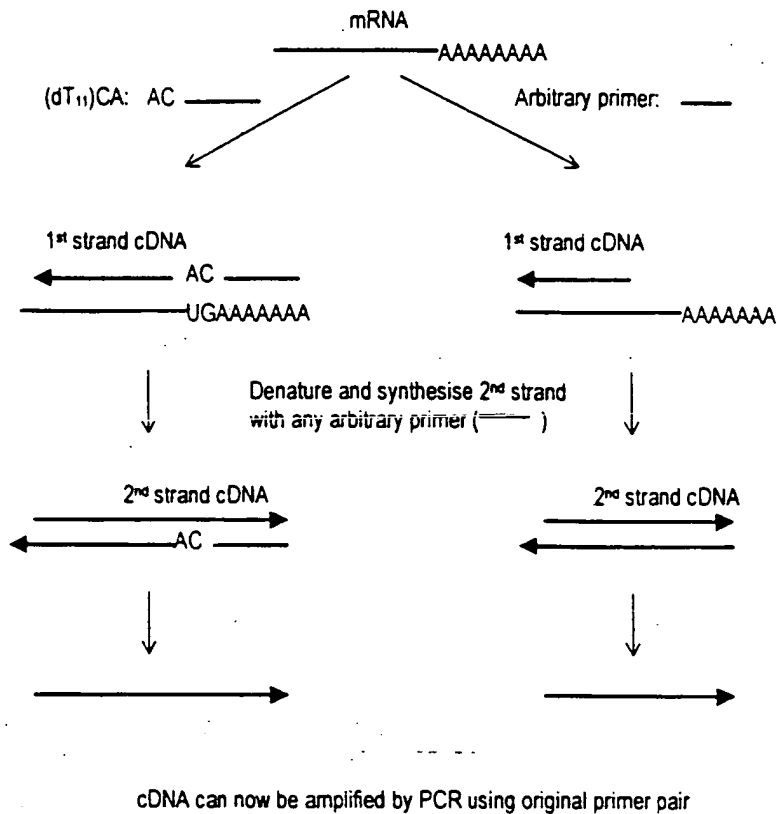 mRNA
AAAAAAAA
(dT₁₁)CA: AC
Arbitrary primer:
1st strand cDNA
1st strand cDNA
AC
UGAAAAAAA
AAAAAAA
Denature and synthesise 2nd strand
with any arbitrary primer ( )
2nd strand cDNA
2nd strand cDNA
AC
cDNA can now be amplified by PCR using original primer pair